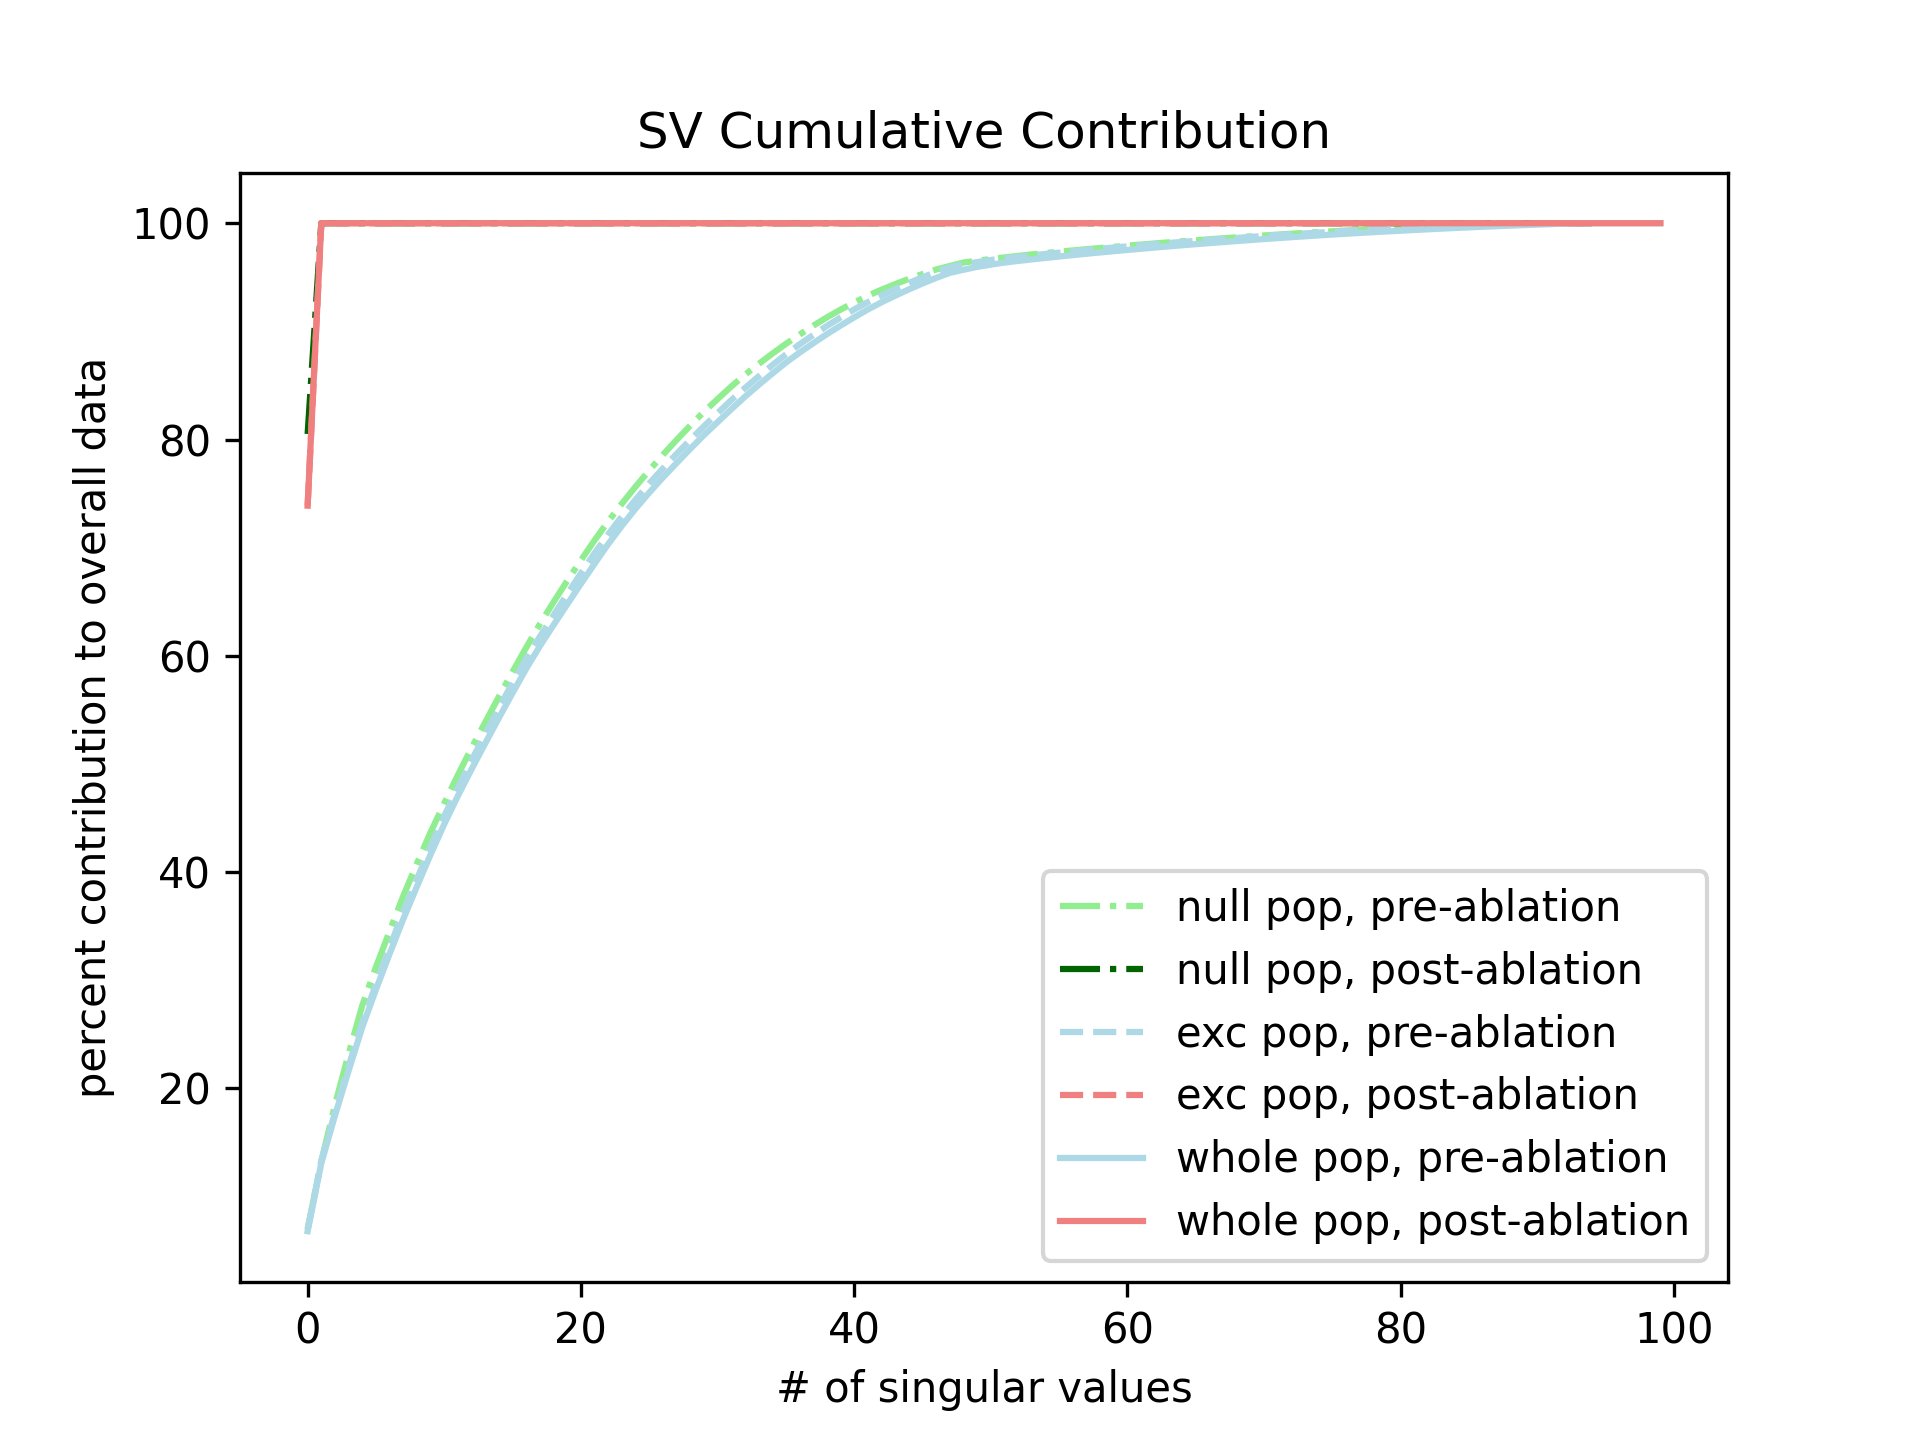 SV Cumulative Contribution
percent contribution to overall data
100
80
60
40
20
null pop, pre-ablation
null pop, post-ablation
exc pop, pre-ablation
exc pop, post-ablation
whole pop, pre-ablation
whole pop, post-ablation
0 20 40 60 80 100
# of singular values